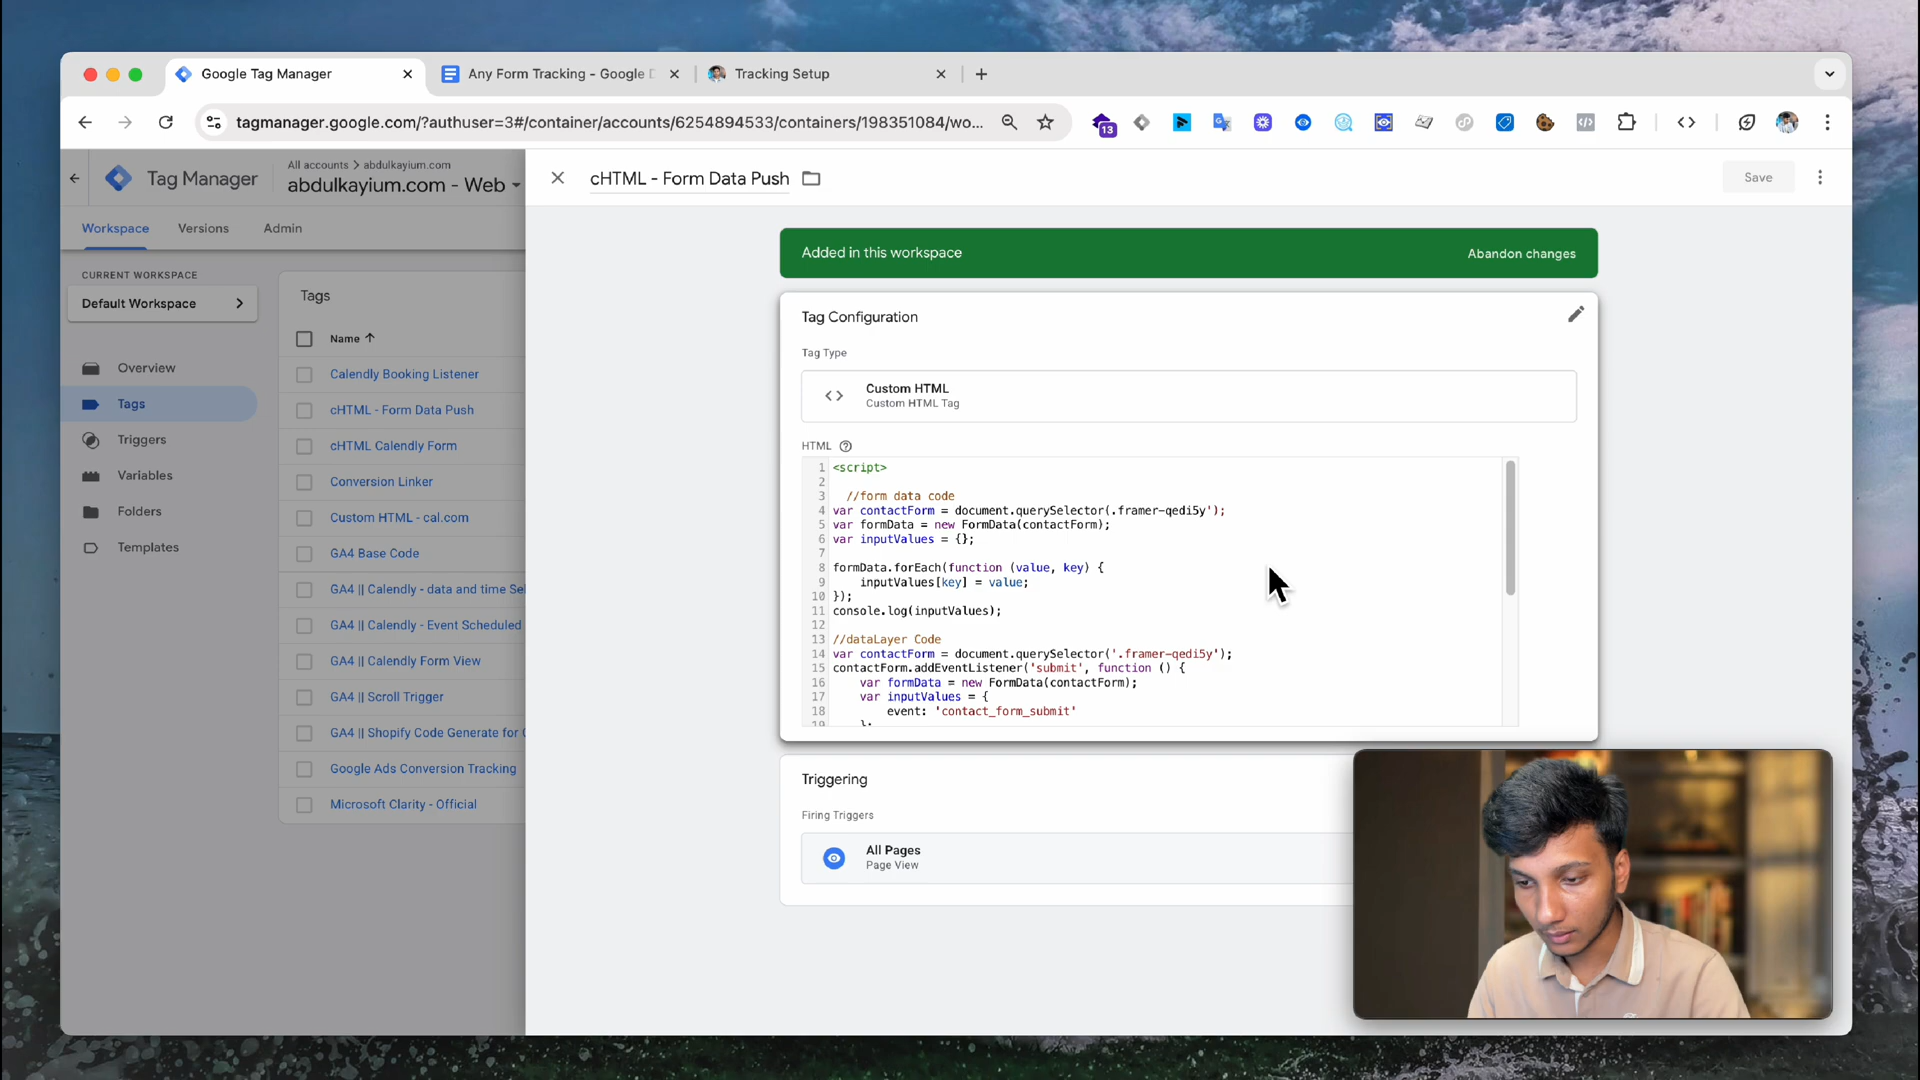 Google Tag Manager
Any Form Tracking - Google D
Tracking Setup
tagmanager.google.com/?authuser=3#/container/accounts/6254894533/containers/198351084/wo...
13
Tag Manager
All accounts > abdulkayium.com
abdulkayium.com - Web
Workspace
Versions
Admin
CURRENT WORKSPACE
Default Workspace
Overview
Tags
Triggers
Variables
Folders
Templates
Tags
Name
Calendly Booking Listener
cHTML - Form Data Push
cHTML Calendly Form
Conversion Linker
Custom HTML - cal.com
GA4 Base Code
GA4 || Calendly - data and time Se
GA4 || Calendly - Event Scheduled
GA4 || Calendly Form View
GA4 || Scroll Trigger
GA4 || Shopify Code Generate for
Google Ads Conversion Tracking
Microsoft Clarity - Official
cHTML - Form Data Push
Save
Added in this workspace
Abandon changes
Tag Configuration
Tag Type
Custom HTML
Custom HTML Tag
HTML
1 <script>
2
3 //form data code
4 var contactForm = document.querySelector(.framer-qedi5y');
5 var formData = new FormData(contactForm);
6 var inputValues = {};
7
8 formData.forEach(function (value, key) {
9 inputValues[key] = value;
10 });
11 console.log(inputValues);
12
13 //dataLayer Code
14 var contactForm = document.querySelector('.framer-qedi5y');
15 contactForm.addEventListener('submit', function () {
16 var formData = new FormData(contactForm);
17 var inputValues = {
18 event: 'contact_form_submit'
19 };
Triggering
Firing Triggers
All Pages
Page View